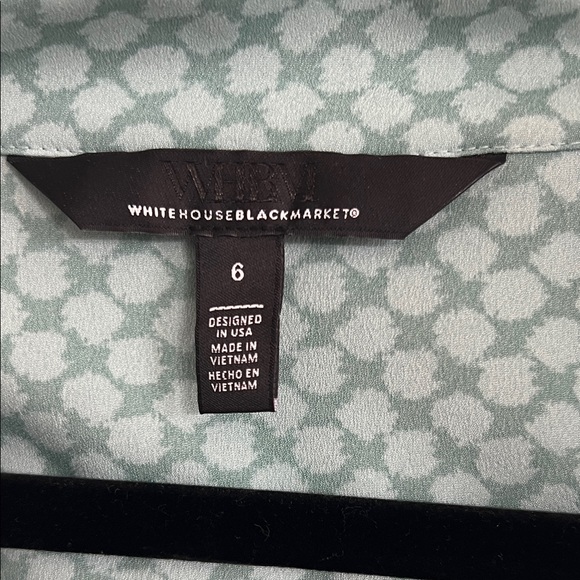 WHBM
WHITEHOUSEBLACKMARKET®
6
DESIGNED
IN USA
MADE IN
VIETNAM
HECHO EN
VIETNAM